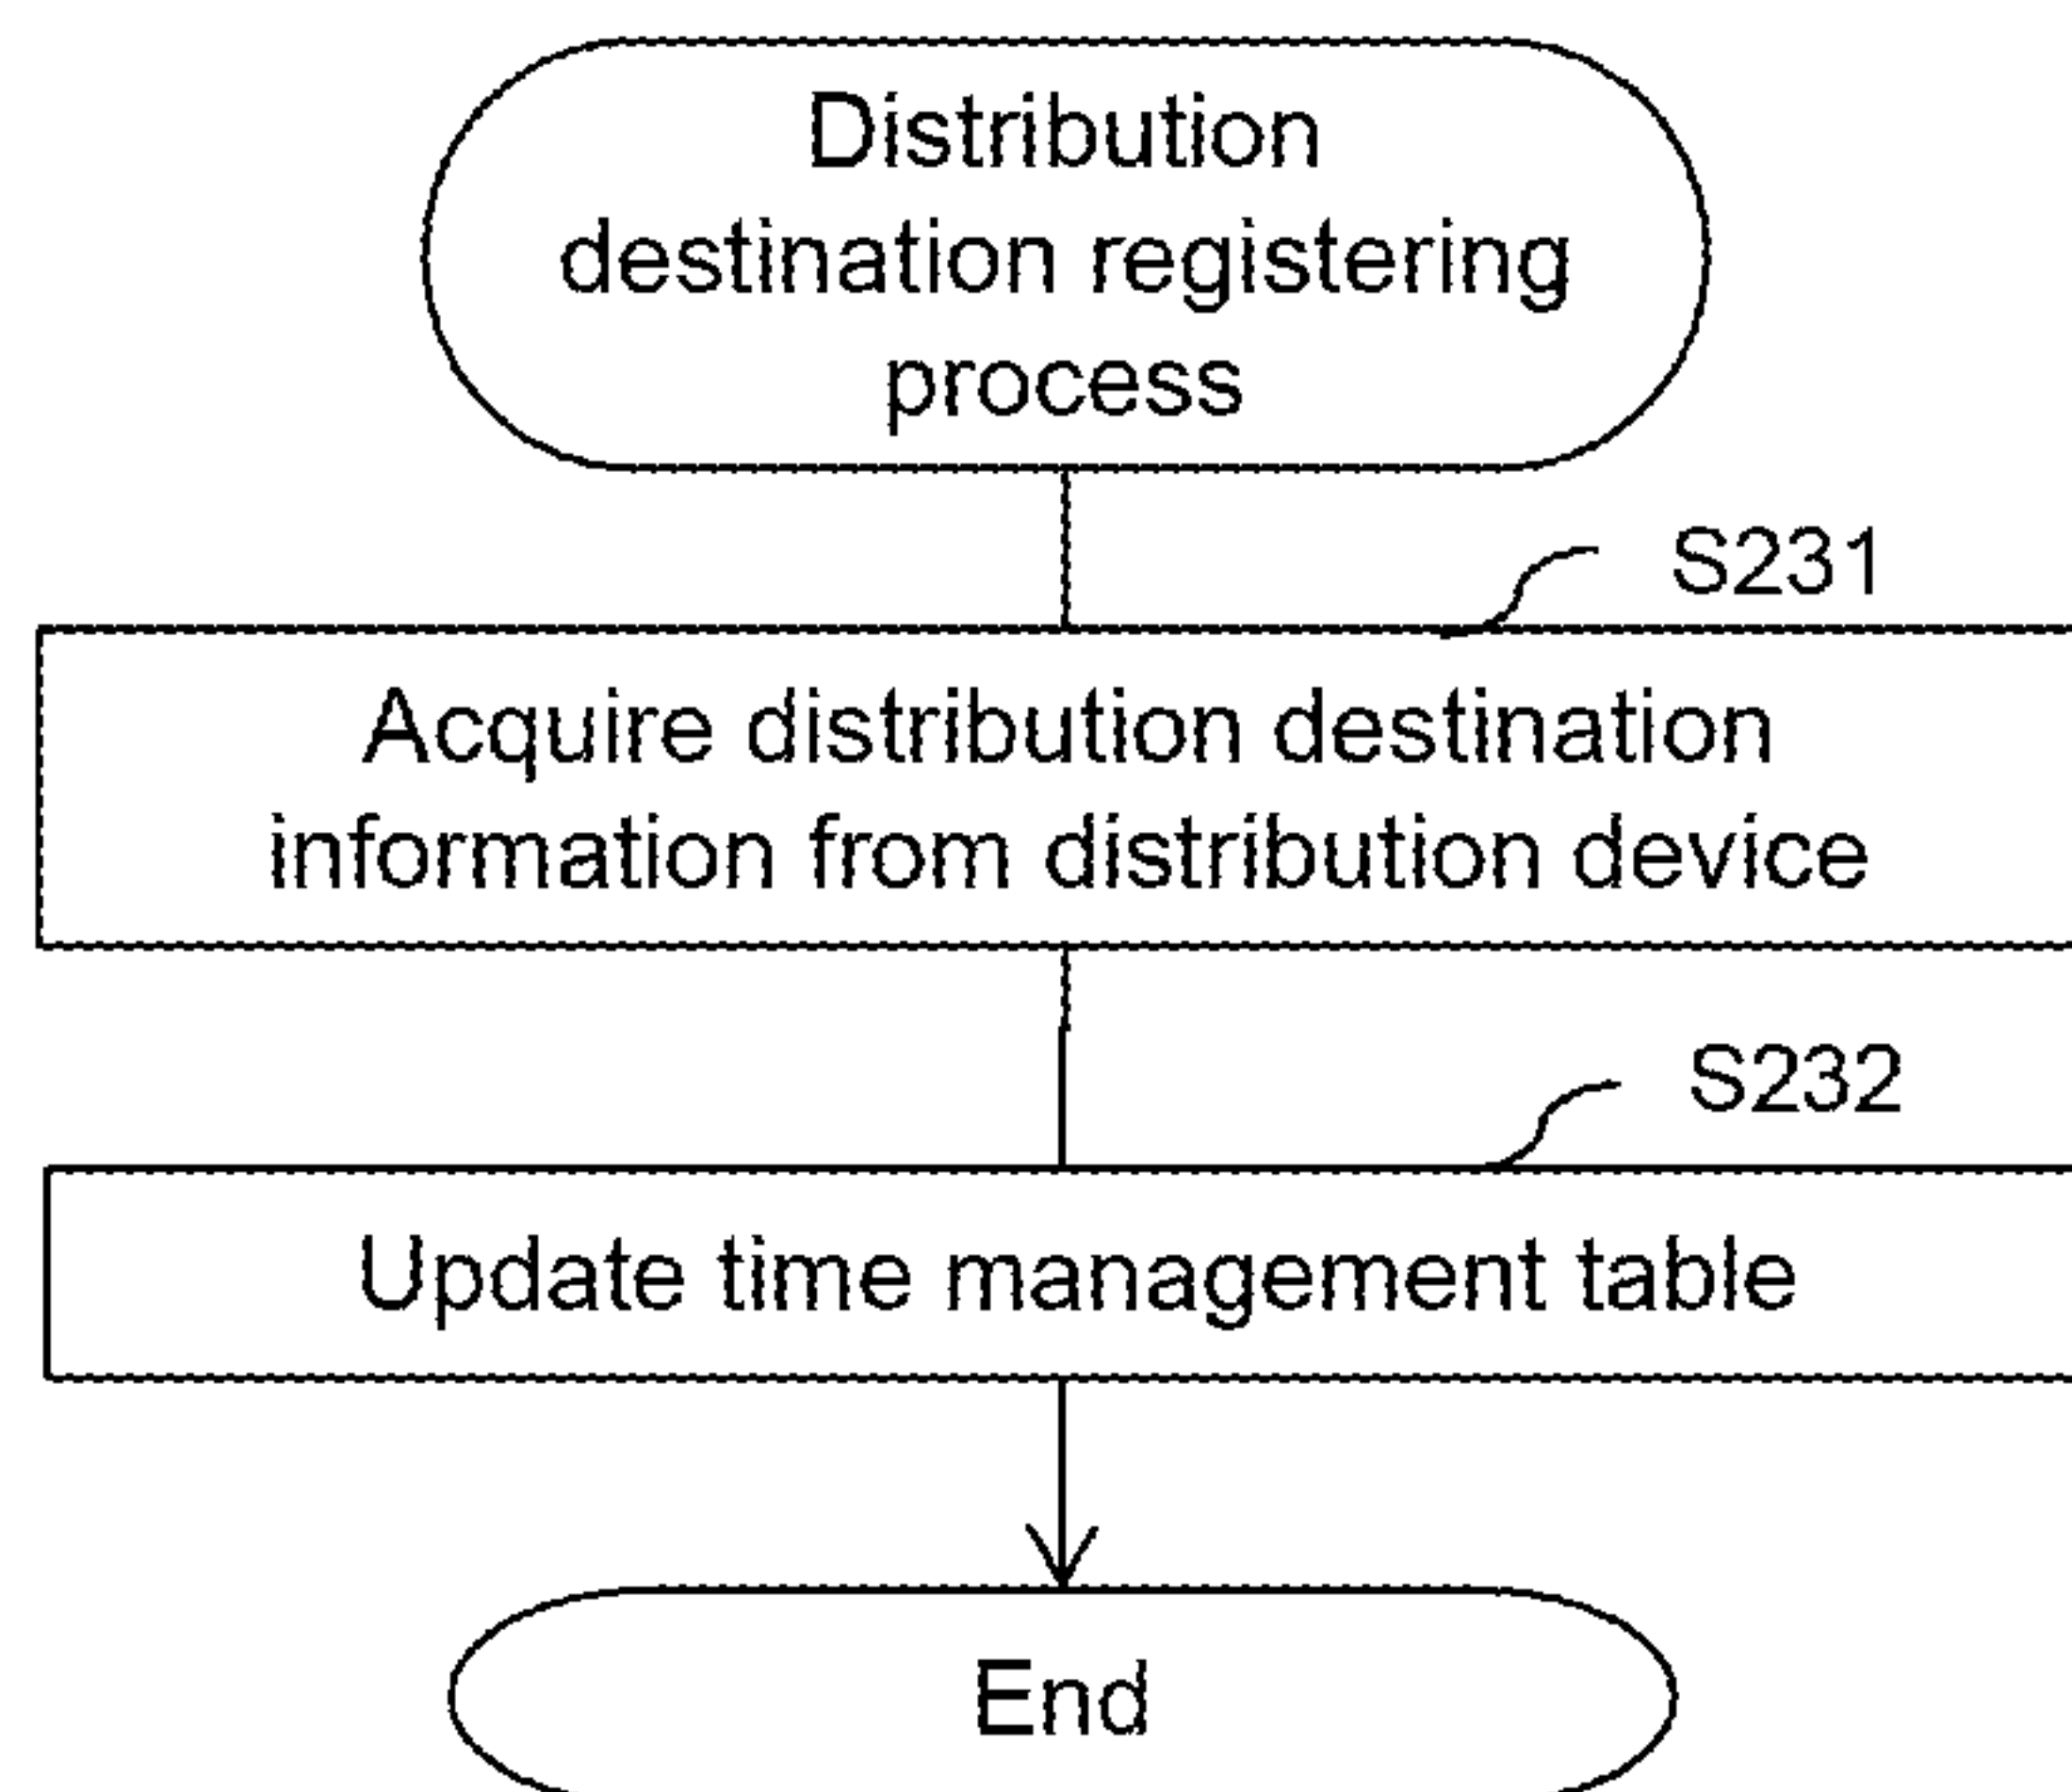 Distribution
destination registering
process
S231
Acquire distribution destination
information from distribution device
S232
Update time management table
End